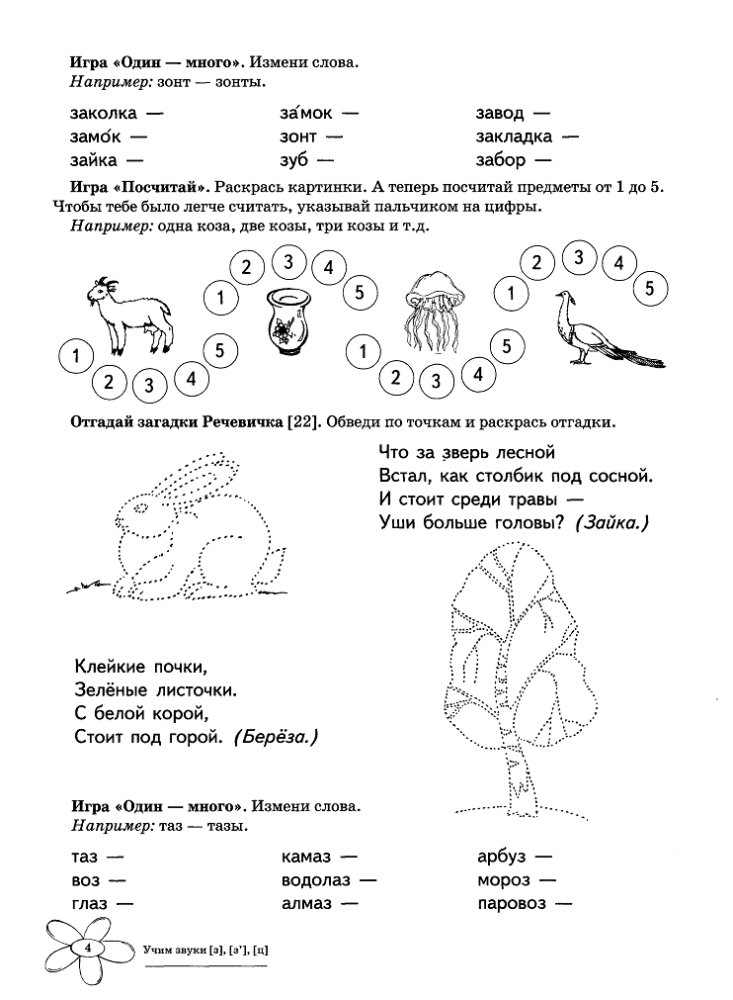 Игра «Один — много». Измени слова.
Например: зонт — зонты.
заколка — за́мок — завод —
замо́к — зонт — закладка —
зайка — зуб — забор —
Игра «Посчитай». Раскрась картинки. А теперь посчитай предметы от 1 до 5.
Чтобы тебе было легче считать, указывай пальчиком на цифры.
Например: одна коза, две козы, три козы и т.д.
1 2 3 4 5
1 2 3 4 5
1 2 3 4 5
1 2 3 4 5
Отгадай загадки Речевичка [22]. Обведи по точкам и раскрась отгадки.
Что за зверь лесной
Встал, как столбик под сосной.
И стоит среди травы —
Уши больше головы? (Зайка.)
Клейкие почки,
Зелёные листочки.
С белой корой,
Стоит под горой. (Берёза.)
Игра «Один — много». Измени слова.
Например: таз — тазы.
таз — камаз — арбуз —
воз — водолаз — мороз —
глаз — алмаз — паровоз —
4 Учим звуки [з], [з’], [ц]